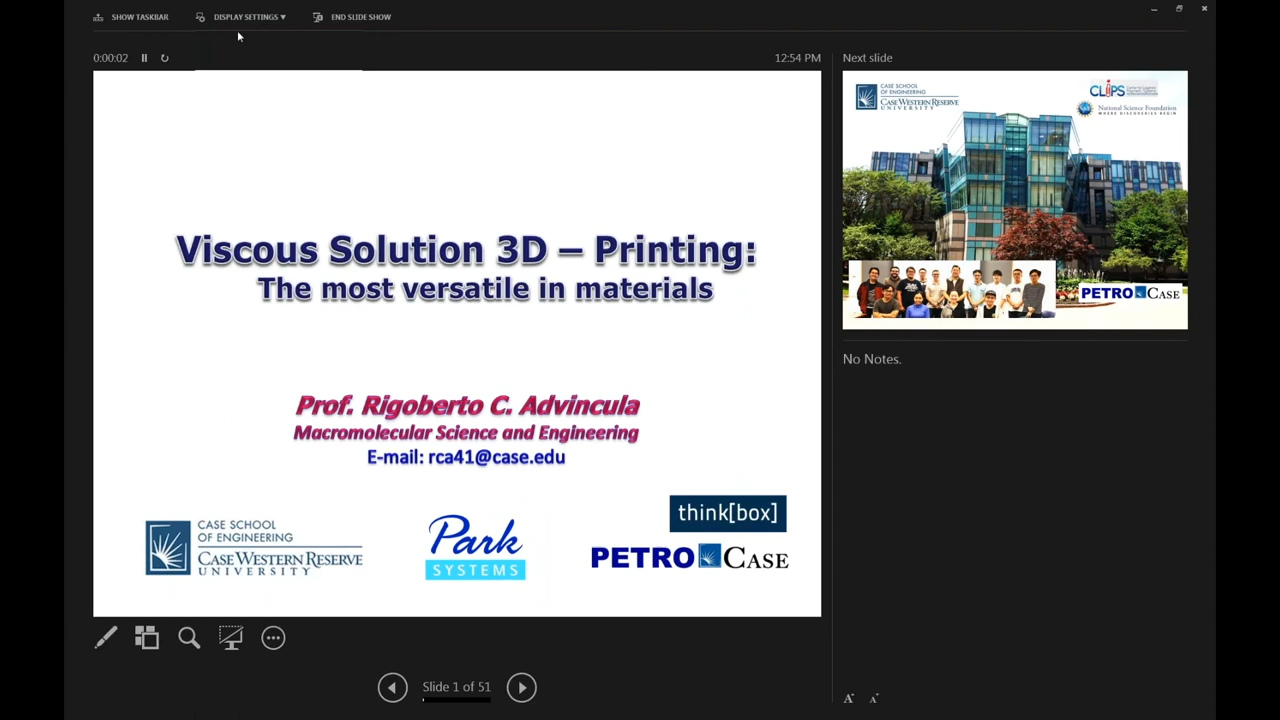 SHOW TASKBAR
DISPLAY SETTINGS ▾
END SLIDE SHOW
0:00:02
12:54 PM
Viscous Solution 3D – Printing:
The most versatile in materials
Prof. Rigoberto C. Advincula
Macromolecular Science and Engineering
E-mail: rca41@case.edu
CASE SCHOOL
OF ENGINEERING
CASE WESTERN RESERVE
UNIVERSITY
Park
SYSTEMS
think[box]
PETRO CASE
Next slide
CASE SCHOOL
OF ENGINEERING
CASE WESTERN RESERVE
UNIVERSITY
CLiPS
National Science Foundation
WHERE DISCOVERIES BEGIN
PETRO CASE
No Notes.
Slide 1 of 51
A A